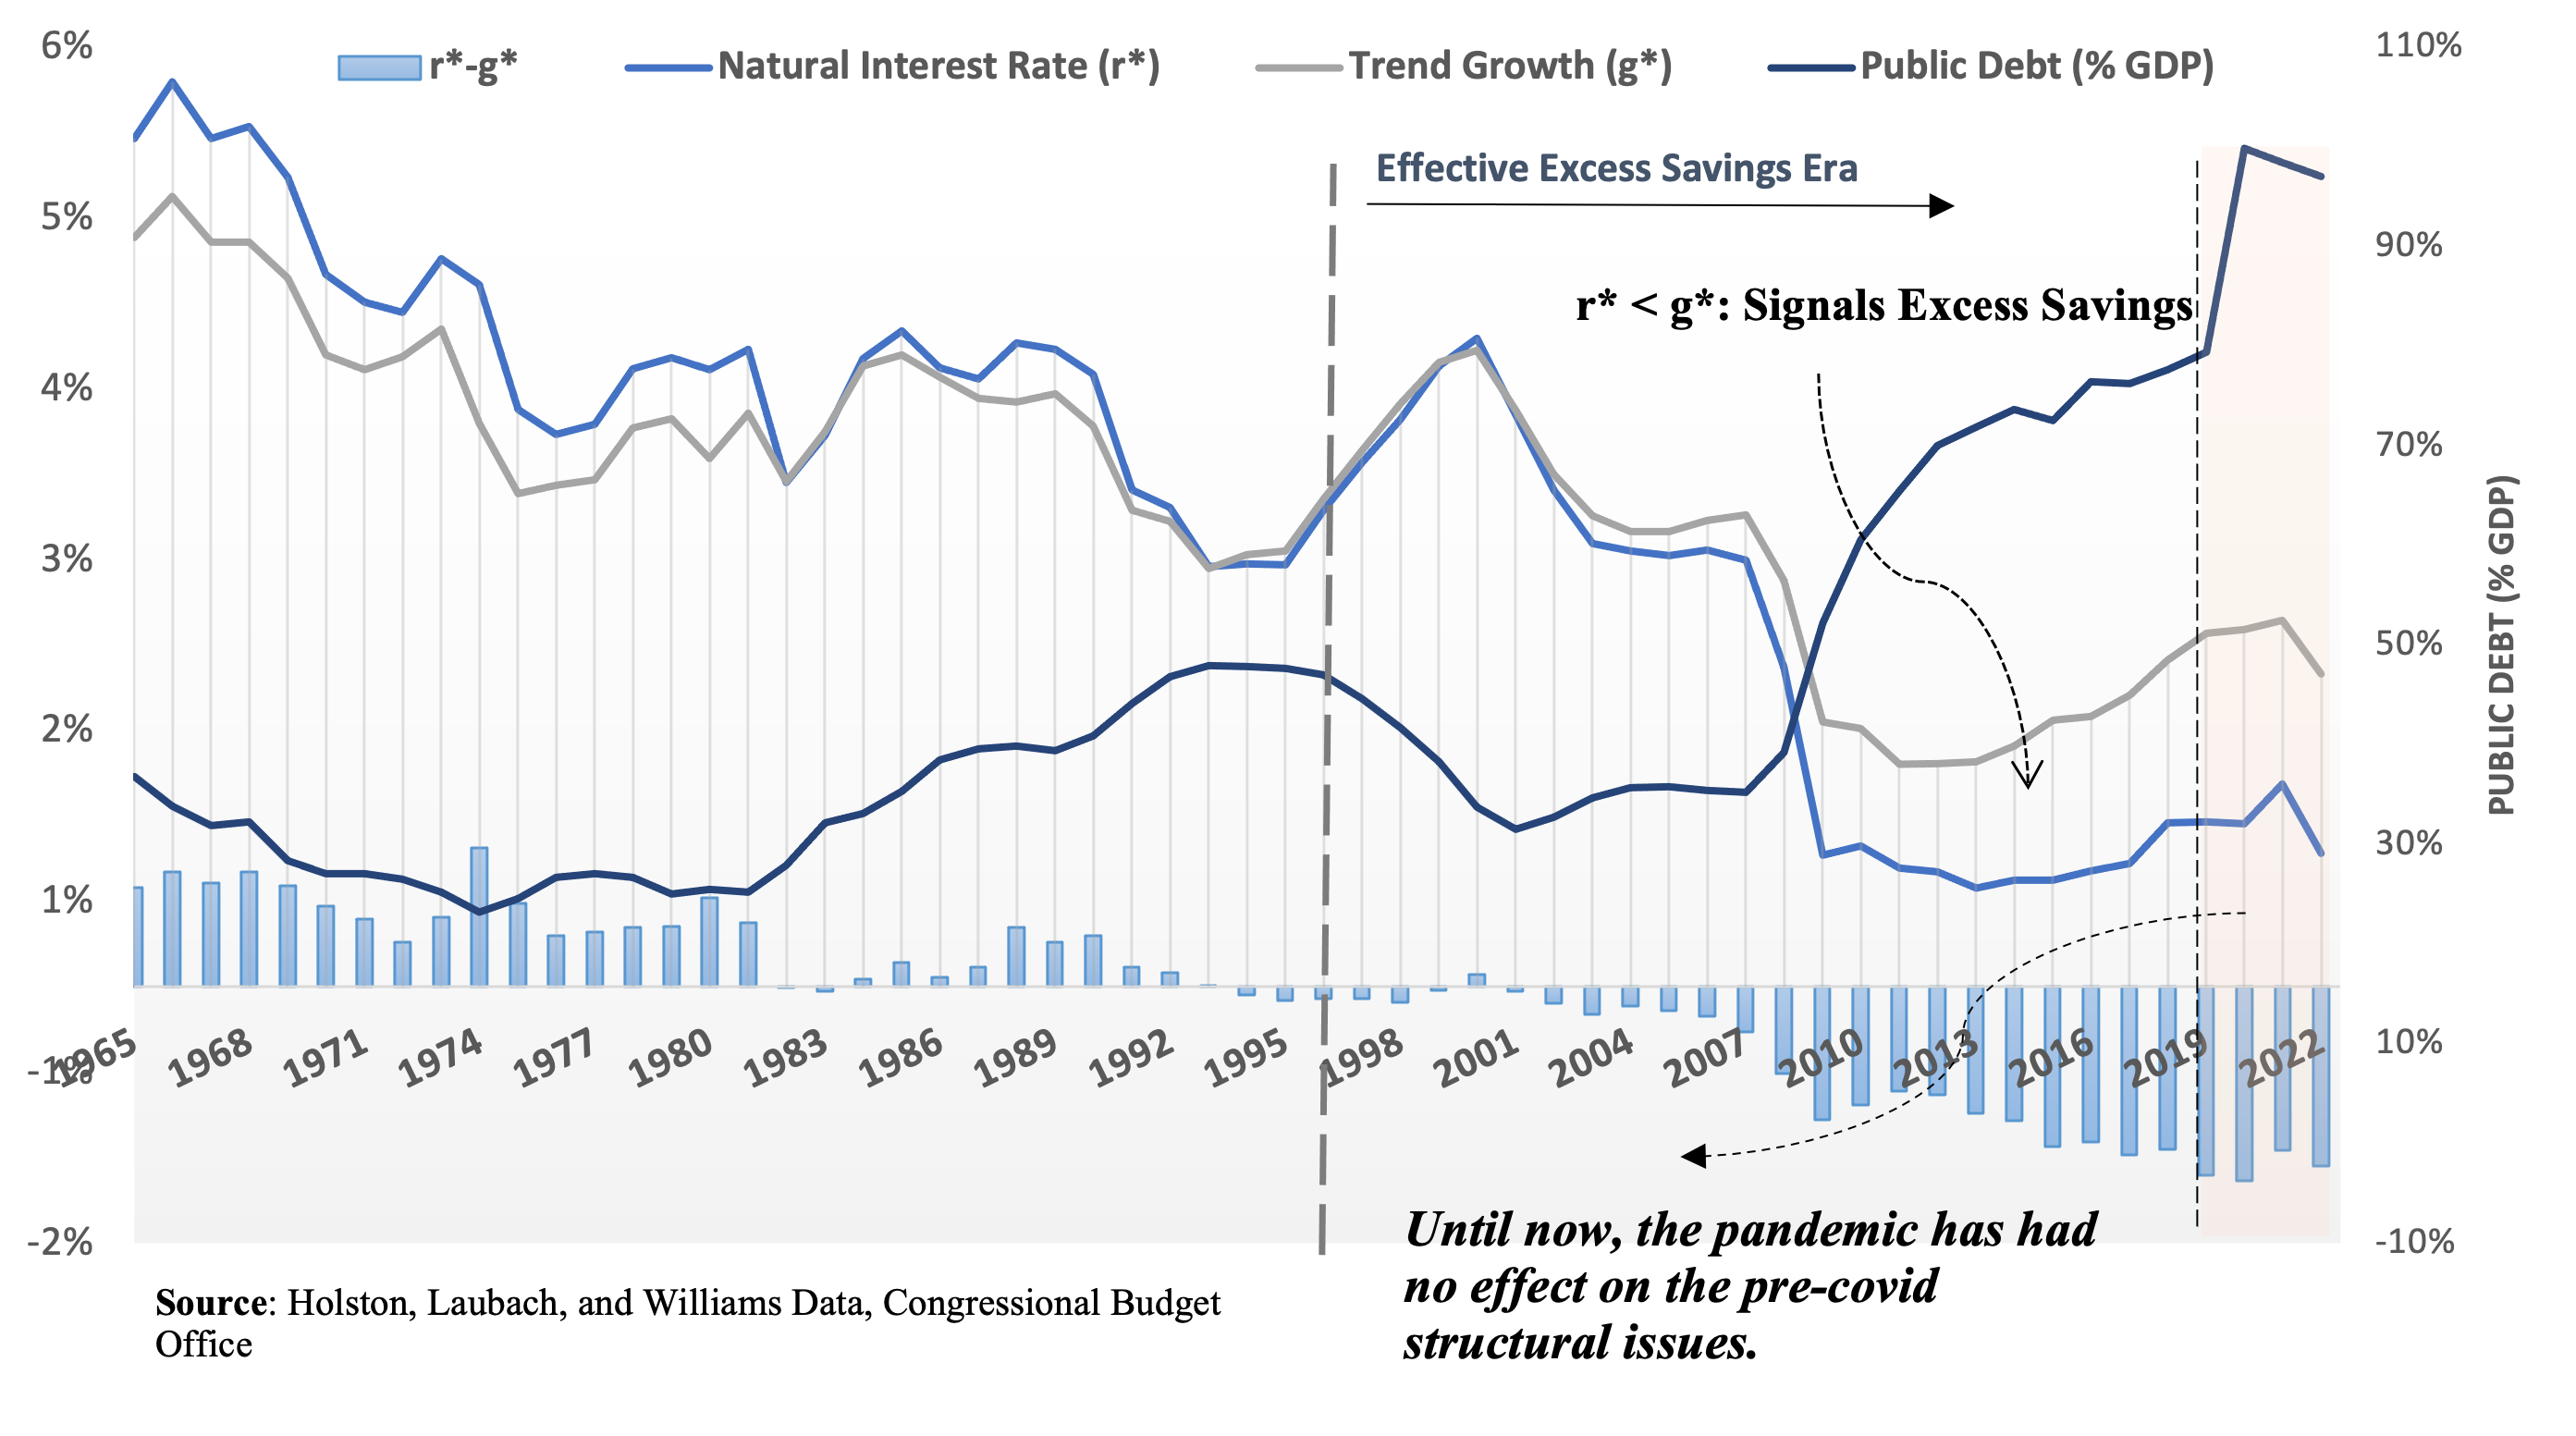 6%
110%
r*-g*
Natural Interest Rate (r*)
Trend Growth (g*)
Public Debt (% GDP)
Effective Excess Savings Era
5%
90%
r* < g*: Signals Excess Savings
4%
70%
3%
PUBLIC DEBT (% GDP)
50%
2%
30%
1%
-1%
1965
1968
1971
1974
1977
1980
1983
1986
1989
1992
1995
1998
2001
2004
2007
2010
2013
2016
2019
2022
10%
-2%
-10%
Until now, the pandemic has had
no effect on the pre-covid
structural issues.
Source: Holston, Laubach, and Williams Data, Congressional Budget
Office